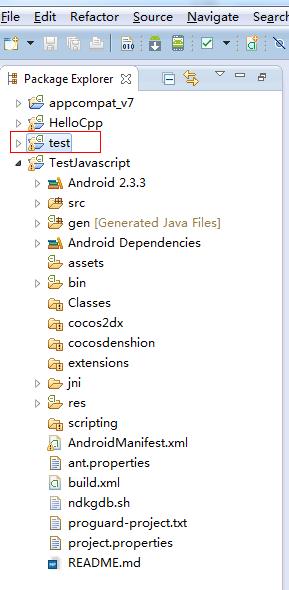 File Edit Refactor Source Navigate Search
Package Explorer
appcompat_v7
HelloCpp
test
TestJavascript
Android 2.3.3
src
gen [Generated Java Files]
Android Dependencies
assets
bin
Classes
cocos2dx
cocosdenshion
extensions
jni
res
scripting
AndroidManifest.xml
ant.properties
build.xml
ndkgdb.sh
proguard-project.txt
project.properties
README.md